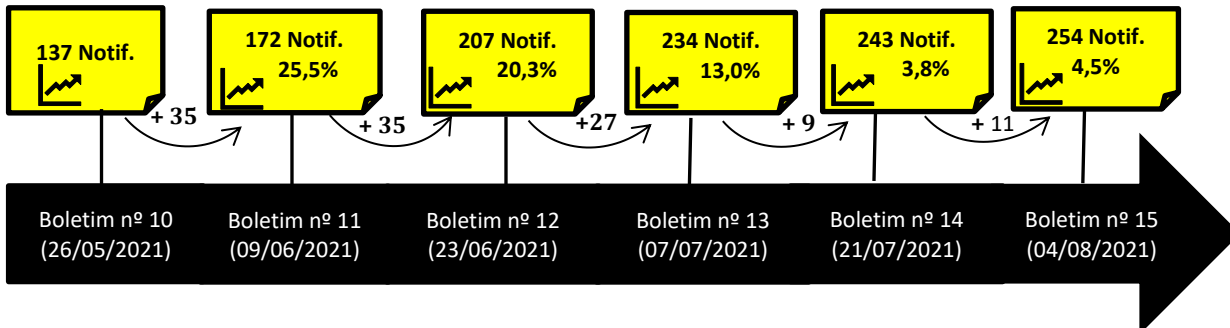 137 Notif.
172 Notif.
25,5%
207 Notif.
20,3%
234 Notif.
13,0%
243 Notif.
3,8%
254 Notif.
4,5%
+ 35
+ 35
+27
+ 9
+ 11
Boletim nº 10
(26/05/2021)
Boletim nº 11
(09/06/2021)
Boletim nº 12
(23/06/2021)
Boletim nº 13
(07/07/2021)
Boletim nº 14
(21/07/2021)
Boletim nº 15
(04/08/2021)